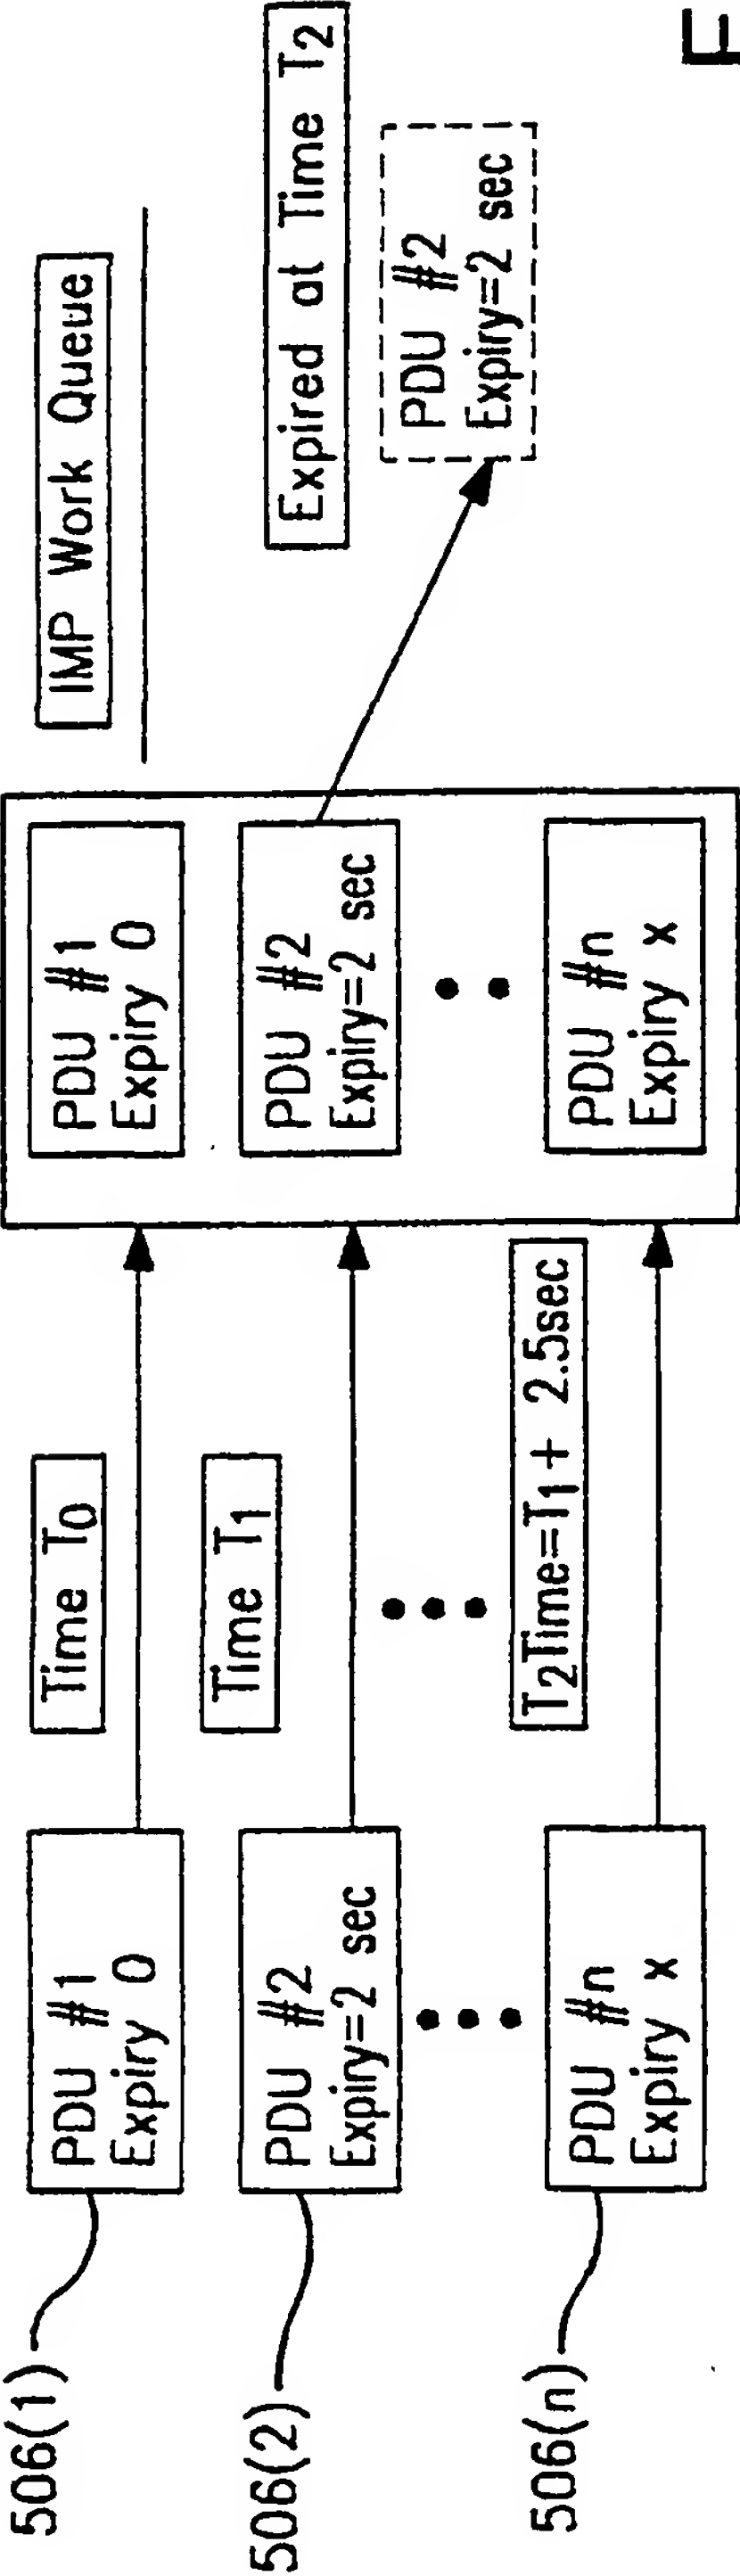 506(1)
PDU #1
Expiry 0
Time T0
PDU #1
Expiry 0
IMP Work Queue
506(2)
PDU #2
Expiry=2 sec
Time T1
PDU #2
Expiry=2 sec
Expired at Time T2
PDU #2
Expiry=2 sec
506(n)
PDU #n
Expiry x
T2Time=T1 + 2.5sec
PDU #n
Expiry x